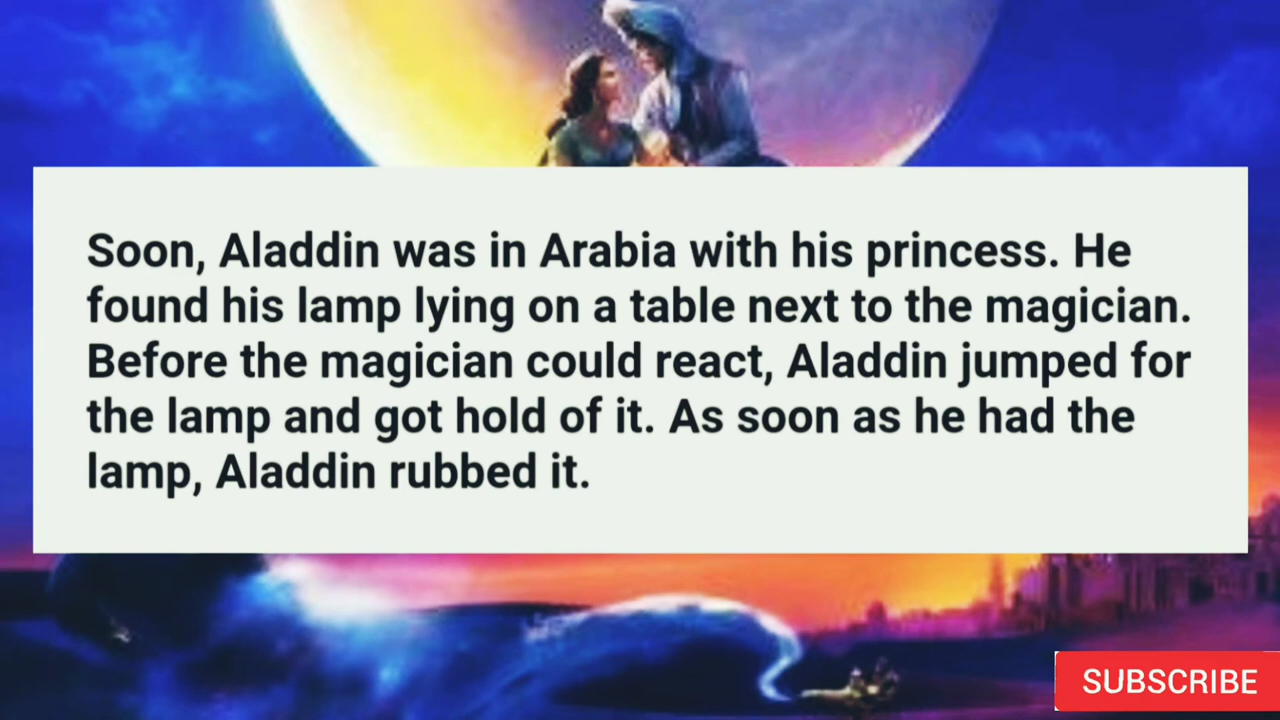 Soon, Aladdin was in Arabia with his princess. He
found his lamp lying on a table next to the magician.
Before the magician could react, Aladdin jumped for
the lamp and got hold of it. As soon as he had the
lamp, Aladdin rubbed it.
SUBSCRIBE